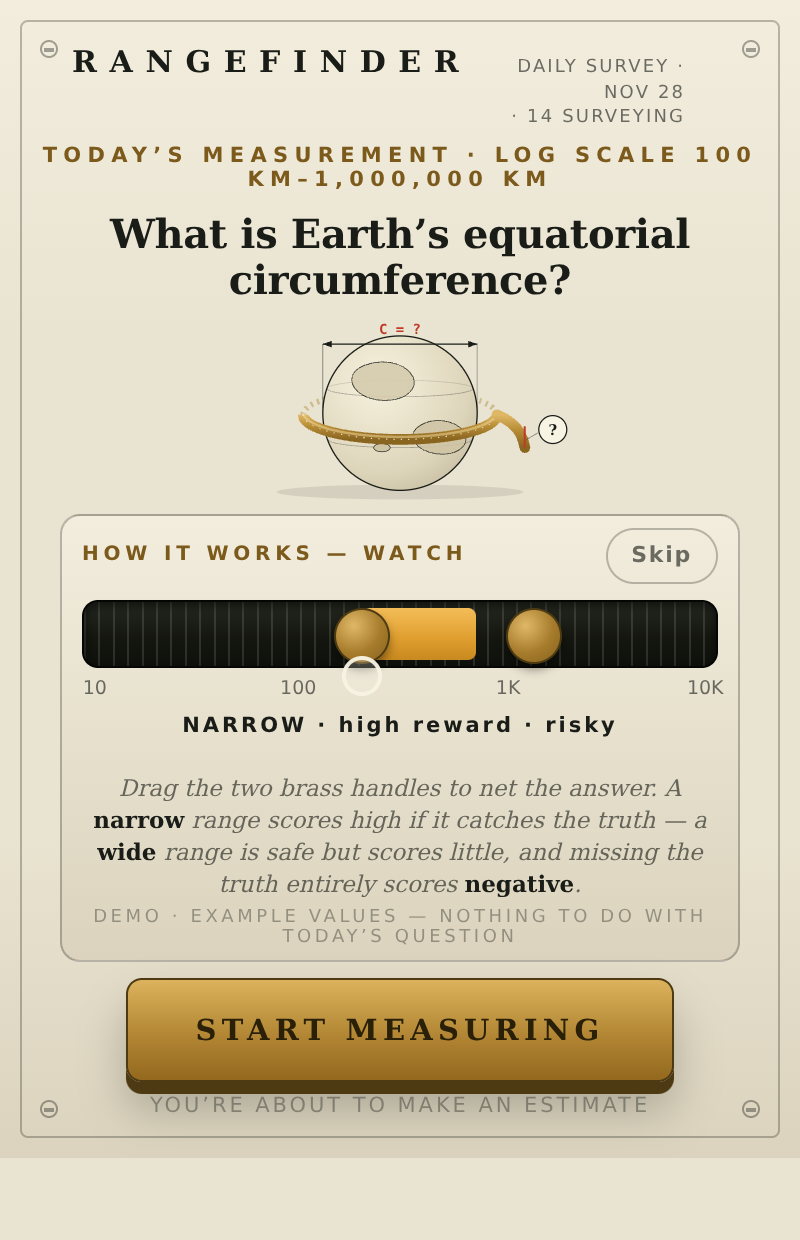 RANGEFINDER
DAILY SURVEY ·
NOV 28
· 14 SURVEYING
TODAY’S MEASUREMENT · LOG SCALE 100
KM–1,000,000 KM
What is Earth’s equatorial
circumference?
C = ?
?
HOW IT WORKS — WATCH
Skip
10 100 1K 10K
NARROW · high reward · risky
Drag the two brass handles to net the answer. A
narrow range scores high if it catches the truth — a
wide range is safe but scores little, and missing the
truth entirely scores negative.
DEMO · EXAMPLE VALUES — NOTHING TO DO WITH
TODAY’S QUESTION
START MEASURING
YOU’RE ABOUT TO MAKE AN ESTIMATE